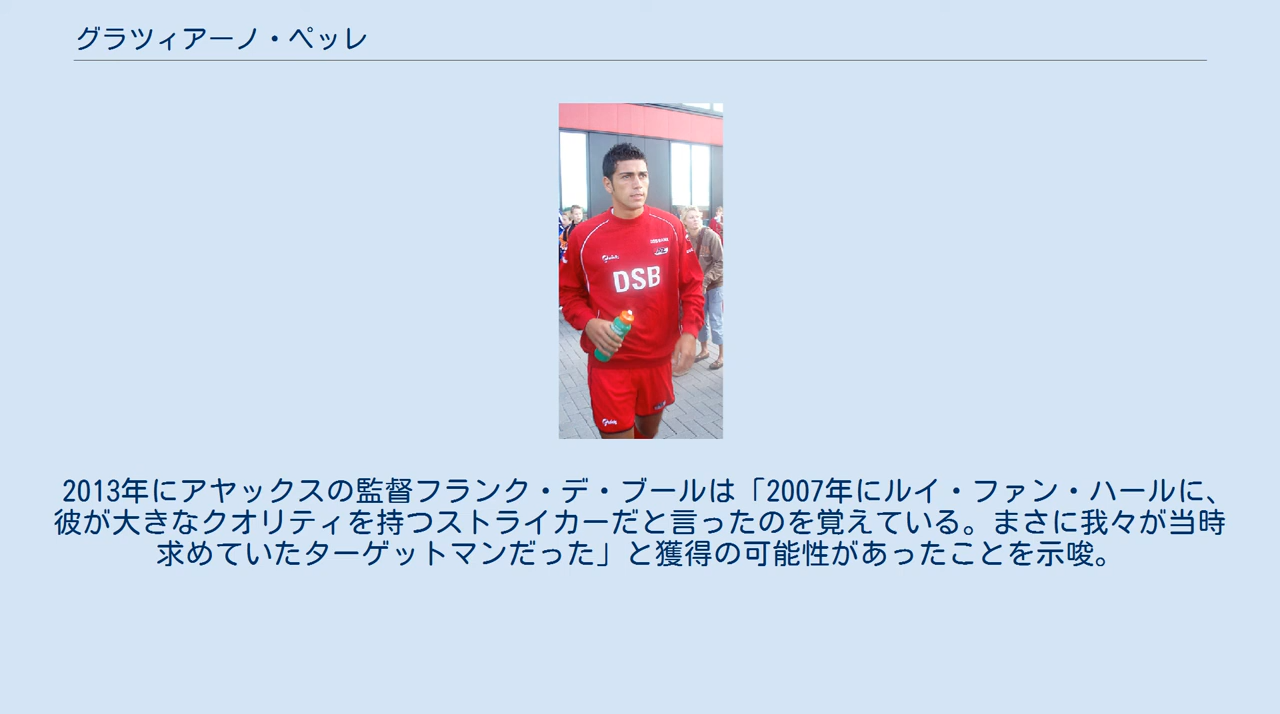 グラツィアーノ・ペッレ
DSB
2013年にアヤックスの監督フランク・デ・ブールは「2007年にルイ・ファン・ハールに、
彼が大きなクオリティを持つストライカーだと言ったのを覚えている。まさに我々が当時
求めていたターゲットマンだった」と獲得の可能性があったことを示唆。